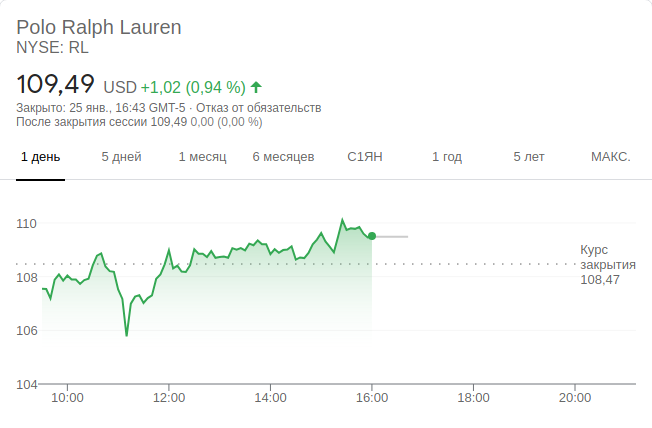 Polo Ralph Lauren
NYSE: RL
109,49 USD +1,02 (0,94 %)
Закрыто: 25 янв., 16:43 GMT-5 · Отказ от обязательств
После закрытия сессии 109,49 0,00 (0,00 %)
1 день 5 дней 1 месяц 6 месяцев С1ЯН 1 год 5 лет МАКС.
110
Курс
закрытия
108,47
108
106
104
10:00 12:00 14:00 16:00 18:00 20:00